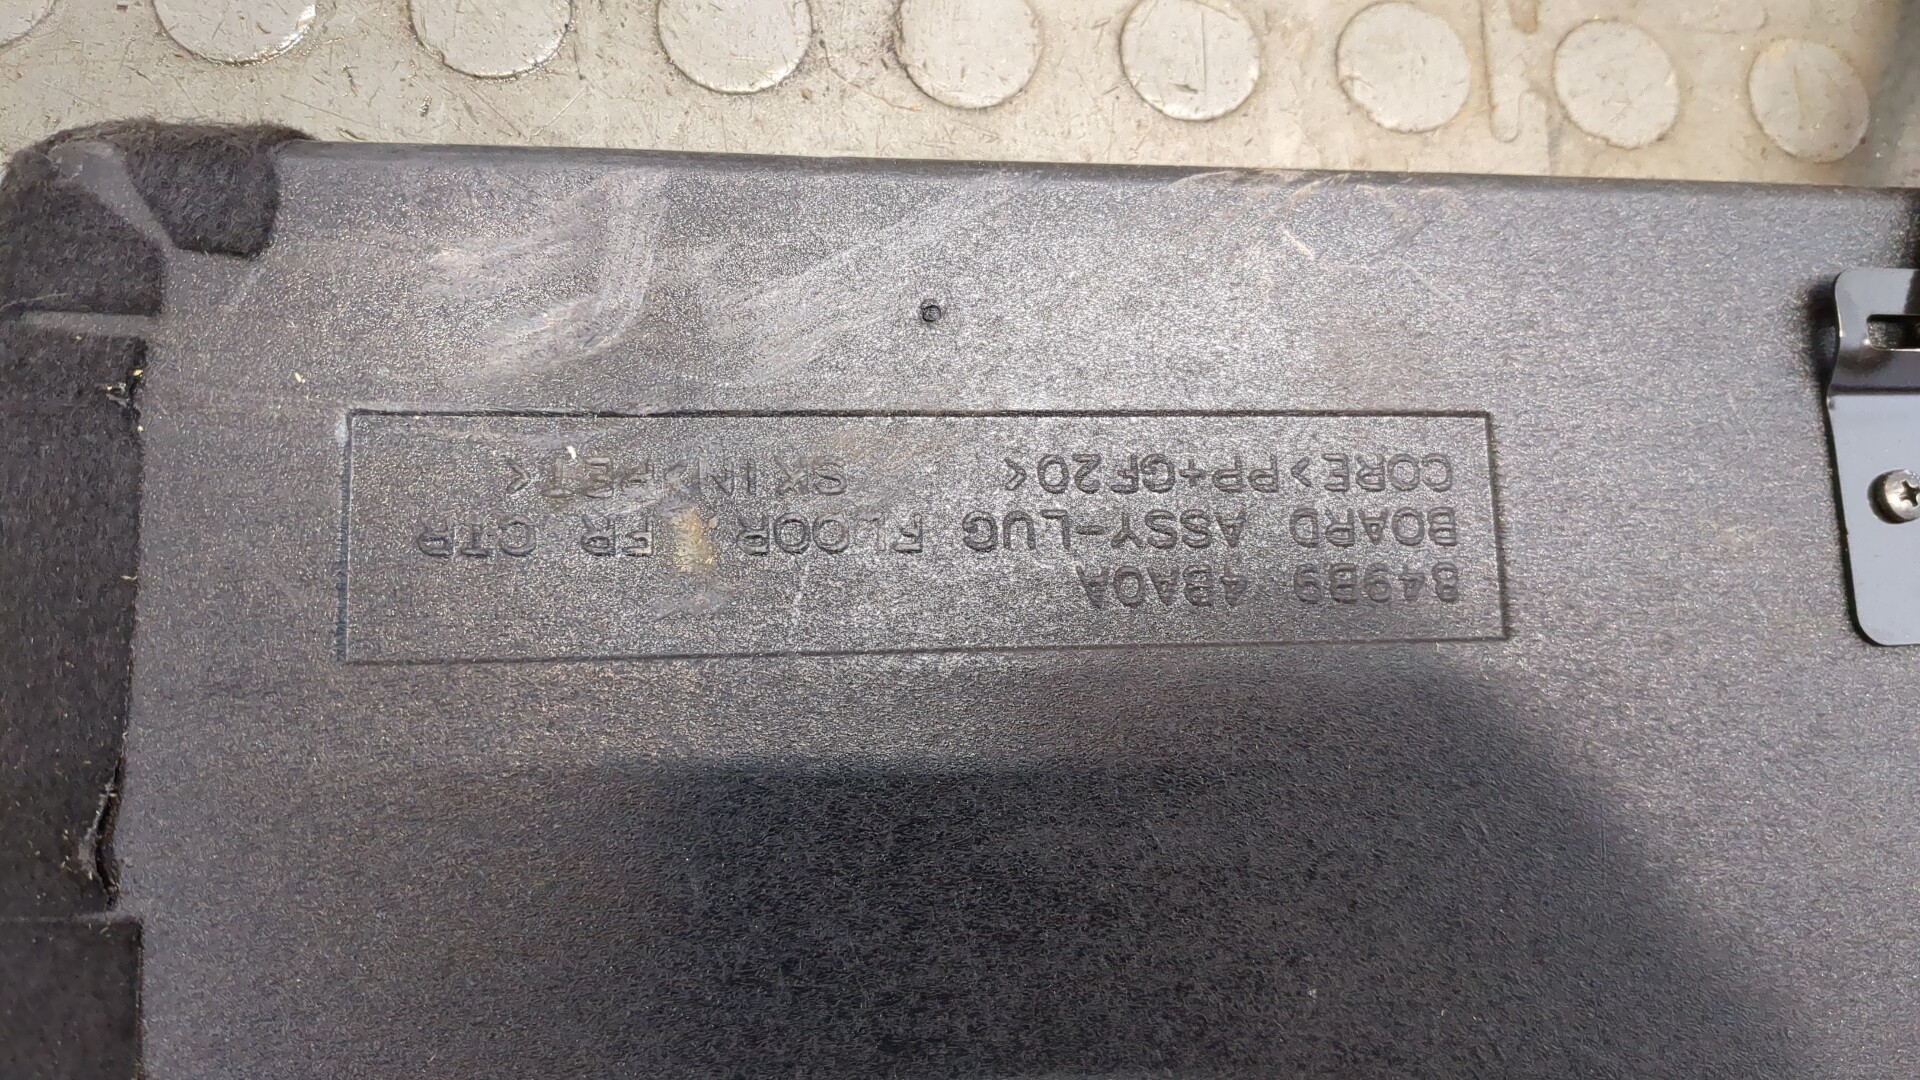 849B9 4BA0A
BOARD ASSY-LUG FLOOR FR CTR
CORE>PP+GF20< SKIN>PET<